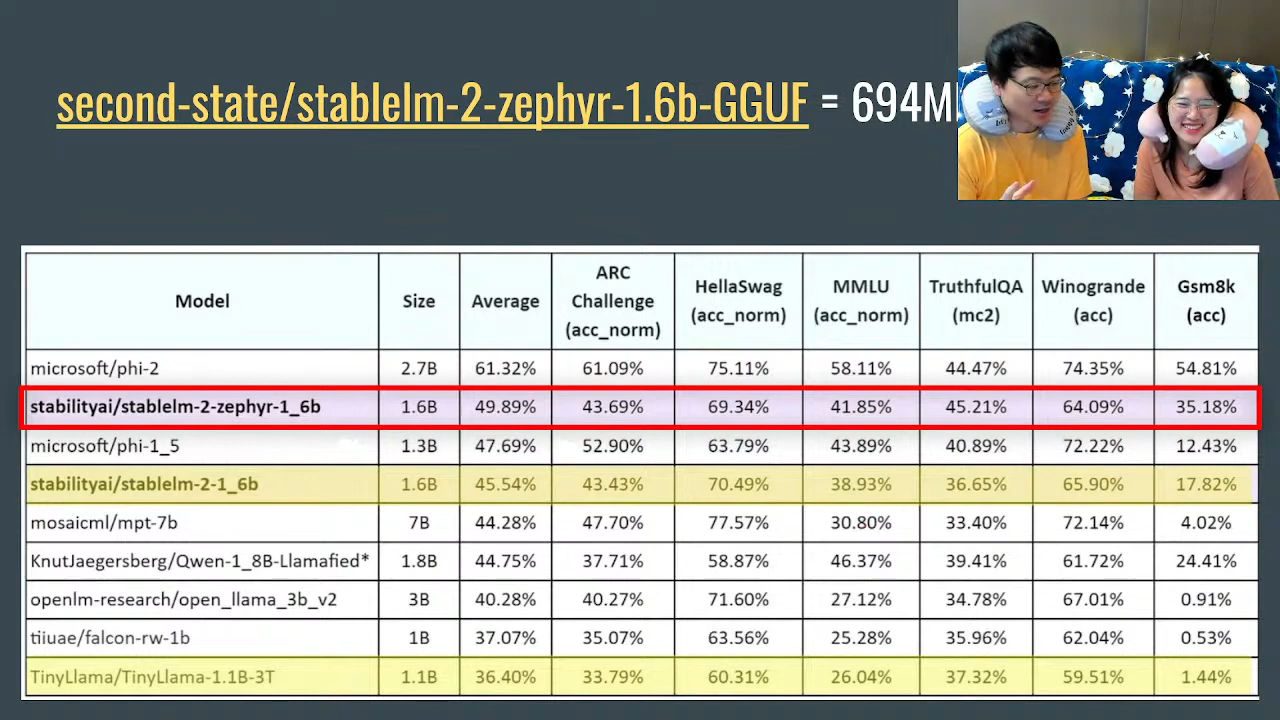 second-state/stablelm-2-zephyr-1.6b-GGUF = 694M
Model Size Average ARC Challenge (acc_norm) HellaSwag (acc_norm) MMLU (acc_norm) TruthfulQA (mc2) Winogrande (acc) Gsm8k (acc)
microsoft/phi-2 2.7B 61.32% 61.09% 75.11% 58.11% 44.47% 74.35% 54.81%
stabilityai/stablelm-2-zephyr-1_6b 1.6B 49.89% 43.69% 69.34% 41.85% 45.21% 64.09% 35.18%
microsoft/phi-1_5 1.3B 47.69% 52.90% 63.79% 43.89% 40.89% 72.22% 12.43%
stabilityai/stablelm-2-1_6b 1.6B 45.54% 43.43% 70.49% 38.93% 36.65% 65.90% 17.82%
mosaicml/mpt-7b 7B 44.28% 47.70% 77.57% 30.80% 33.40% 72.14% 4.02%
KnutJaegersberg/Qwen-1_8B-Llamafied* 1.8B 44.75% 37.71% 58.87% 46.37% 39.41% 61.72% 24.41%
openlm-research/open_llama_3b_v2 3B 40.28% 40.27% 71.60% 27.12% 34.78% 67.01% 0.91%
tiiuae/falcon-rw-1b 1B 37.07% 35.07% 63.56% 25.28% 35.96% 62.04% 0.53%
TinyLlama/TinyLlama-1.1B-3T 1.1B 36.40% 33.79% 60.31% 26.04% 37.32% 59.51% 1.44%